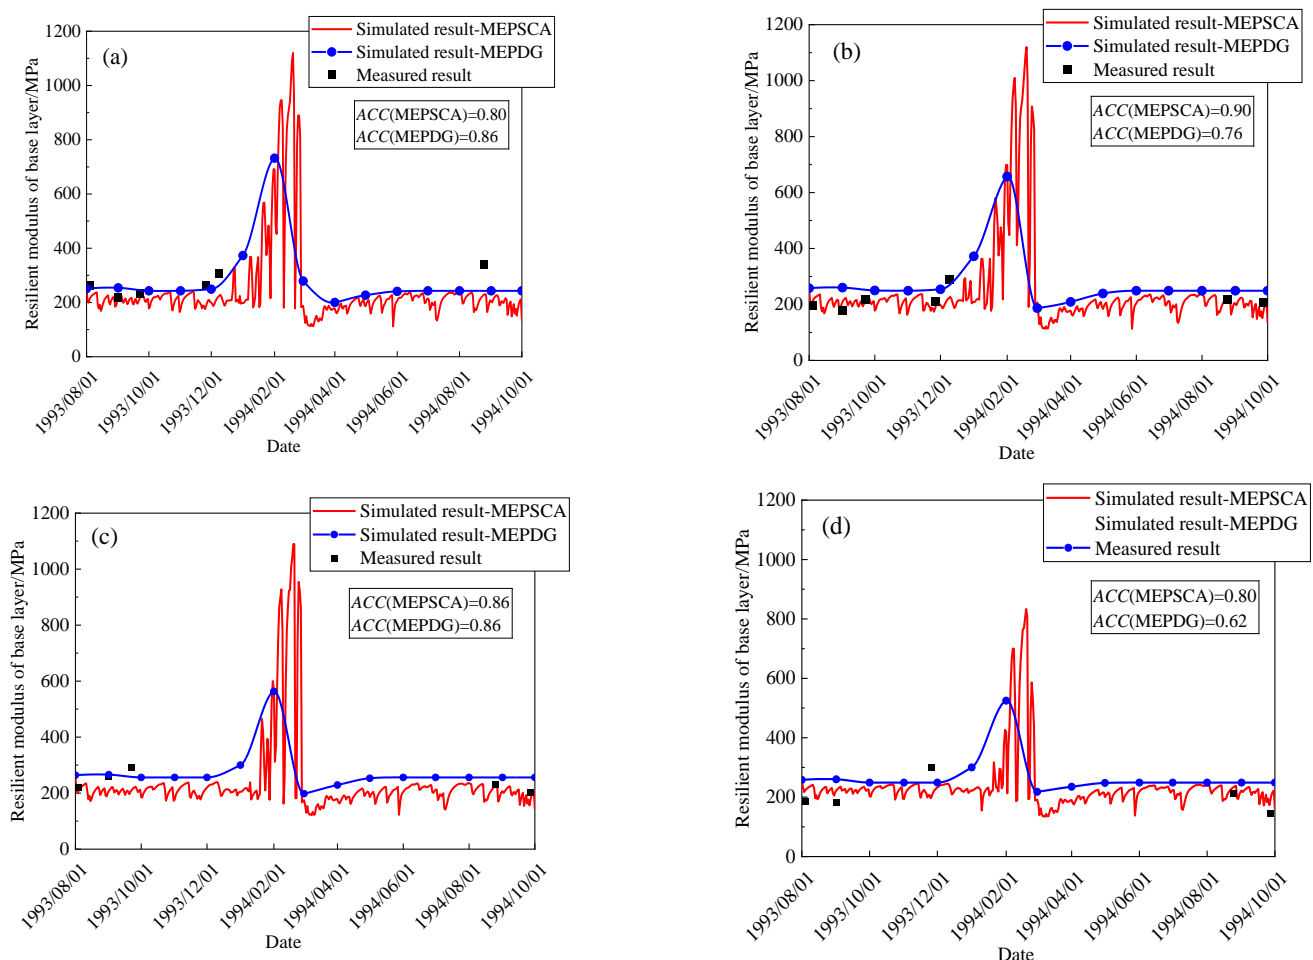 (a)
Simulated result-MEPSCA
Simulated result-MEPDG
Measured result
ACC(MEPSCA)=0.80
ACC(MEPDG)=0.86
Resilient modulus of base layer/MPa
1200
1000
800
600
400
200
0
1993/08/01
1993/10/01
1993/12/01
1994/02/01
1994/04/01
1994/06/01
1994/08/01
1994/10/01
Date
(b)
Simulated result-MEPSCA
Simulated result-MEPDG
Measured result
ACC(MEPSCA)=0.90
ACC(MEPDG)=0.76
Resilient modulus of base layer/MPa
1200
1000
800
600
400
200
0
1993/08/01
1993/10/01
1993/12/01
1994/02/01
1994/04/01
1994/06/01
1994/08/01
1994/10/01
Date
(c)
Simulated result-MEPSCA
Simulated result-MEPDG
Measured result
ACC(MEPSCA)=0.86
ACC(MEPDG)=0.86
Resilient modulus of base layer/MPa
1200
1000
800
600
400
200
0
1993/08/01
1993/10/01
1993/12/01
1994/02/01
1994/04/01
1994/06/01
1994/08/01
1994/10/01
Date
(d)
Simulated result-MEPSCA
Simulated result-MEPDG
Measured result
ACC(MEPSCA)=0.80
ACC(MEPDG)=0.62
Resilient modulus of base layer/MPa
1200
1000
800
600
400
200
0
1993/08/01
1993/10/01
1993/12/01
1994/02/01
1994/04/01
1994/06/01
1994/08/01
1994/10/01
Date